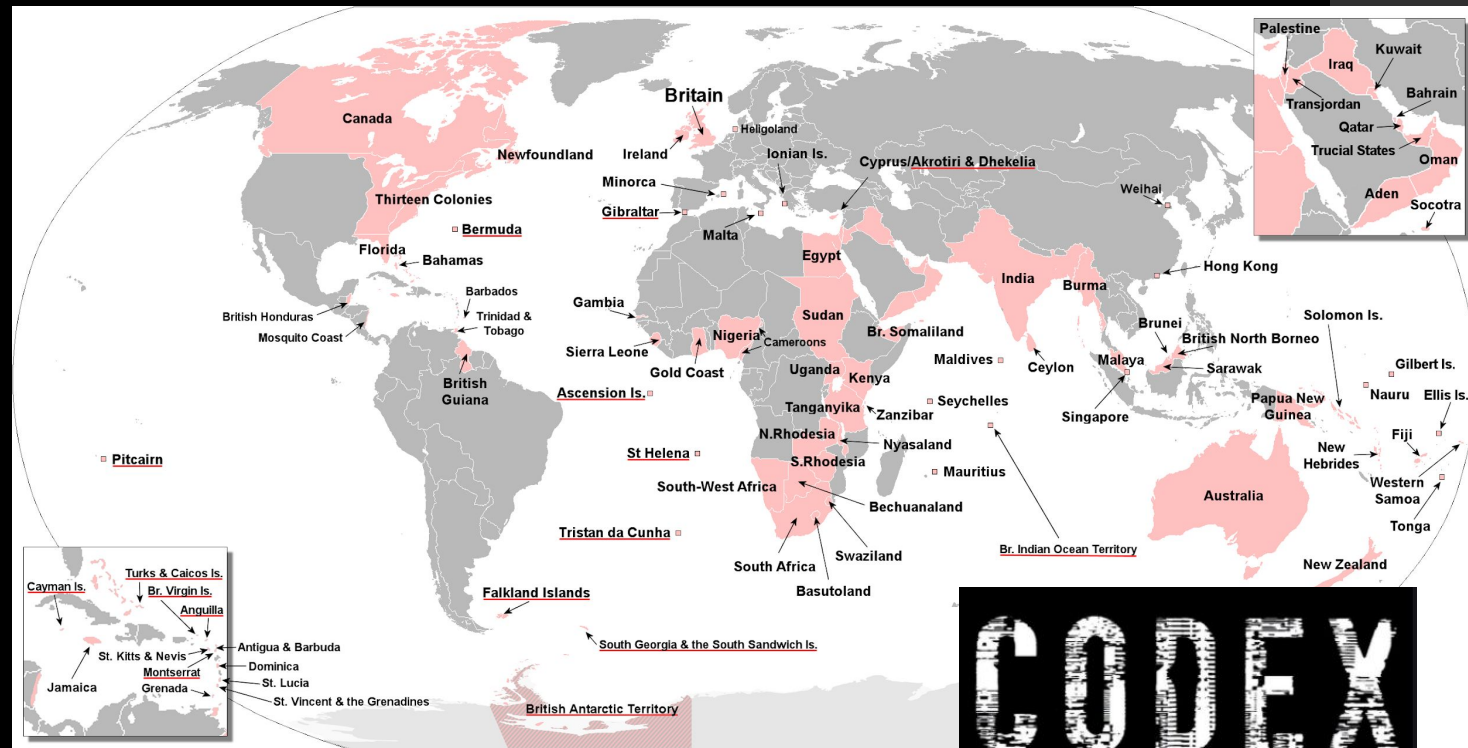 Palestine
Kuwait
Iraq
Transjordan
Bahrain
Qatar
Trucial States
Oman
Aden
Socotra
Canada
Newfoundland
Britain
Heligoland
Ireland
Ionian Is.
Cyprus/Akrotiri & Dhekelia
Minorca
Gibraltar
Malta
Weihai
Thirteen Colonies
Bermuda
Florida
Bahamas
Egypt
India
Burma
Hong Kong
British Honduras
Mosquito Coast
Barbados
Trinidad &
Tobago
British
Guiana
Gambia
Sierra Leone
Gold Coast
Nigeria
Cameroons
Sudan
Br. Somaliland
Uganda
Kenya
Maldives
Ceylon
Brunei
British North Borneo
Malaya
Sarawak
Singapore
Solomon Is.
Gilbert Is.
Nauru
Ellis Is.
Papua New
Guinea
Ascension Is.
Tanganyika
Zanzibar
Seychelles
N.Rhodesia
Nyasaland
Pitcairn
St Helena
S.Rhodesia
Mauritius
South-West Africa
Bechuanaland
Australia
New
Hebrides
Fiji
Western
Samoa
Tonga
Tristan da Cunha
Swaziland
South Africa
Basutoland
Br. Indian Ocean Territory
New Zealand
Falkland Islands
South Georgia & the South Sandwich Is.
British Antarctic Territory
Turks & Caicos Is.
Cayman Is.
Br. Virgin Is.
Anguilla
Antigua & Barbuda
St. Kitts & Nevis
Montserrat
Dominica
Jamaica
Grenada
St. Lucia
St. Vincent & the Grenadines
CODEX